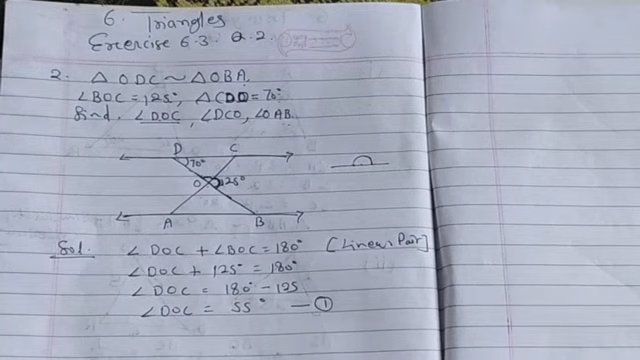 6. Triangles
Exercise 6.3. Q.2.
2. △ ODC ~ △ OBA,
∠BOC = 125°, △CDO = 70°
find. ∠DOC, ∠DCO, ∠OAB.
D C
70°
O 125°
A B
Sol. ∠DOC + ∠BOC = 180° [Linear Pair]
∠DOC + 125° = 180°
∠DOC = 180° - 125
∠DOC = 55° — ①